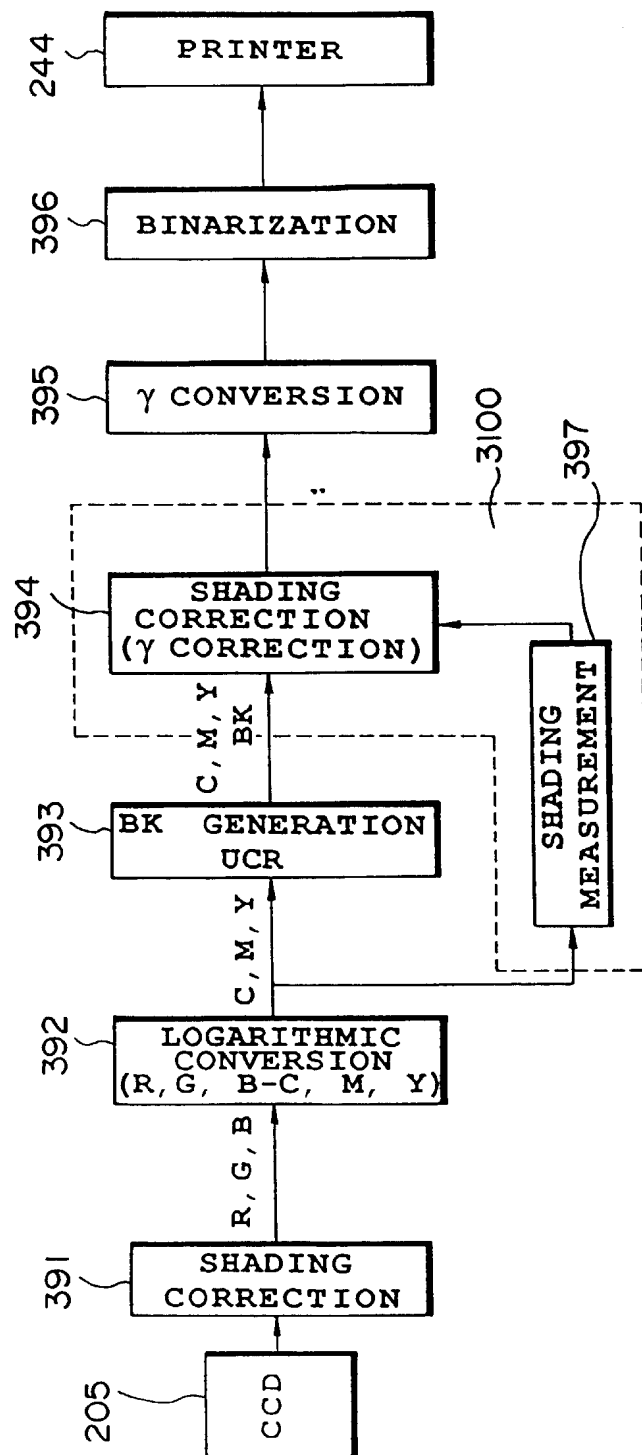 205
CCD
391
SHADING
CORRECTION
R, G, B
392
LOGARITHMIC
CONVERSION
(R, G, B-C, M, Y)
C, M, Y
393
BK GENERATION
UCR
C, M, Y
BK
394
SHADING
CORRECTION
(γ CORRECTION)
395
γ CONVERSION
396
BINARIZATION
244
PRINTER
3100
397
SHADING
MEASUREMENT